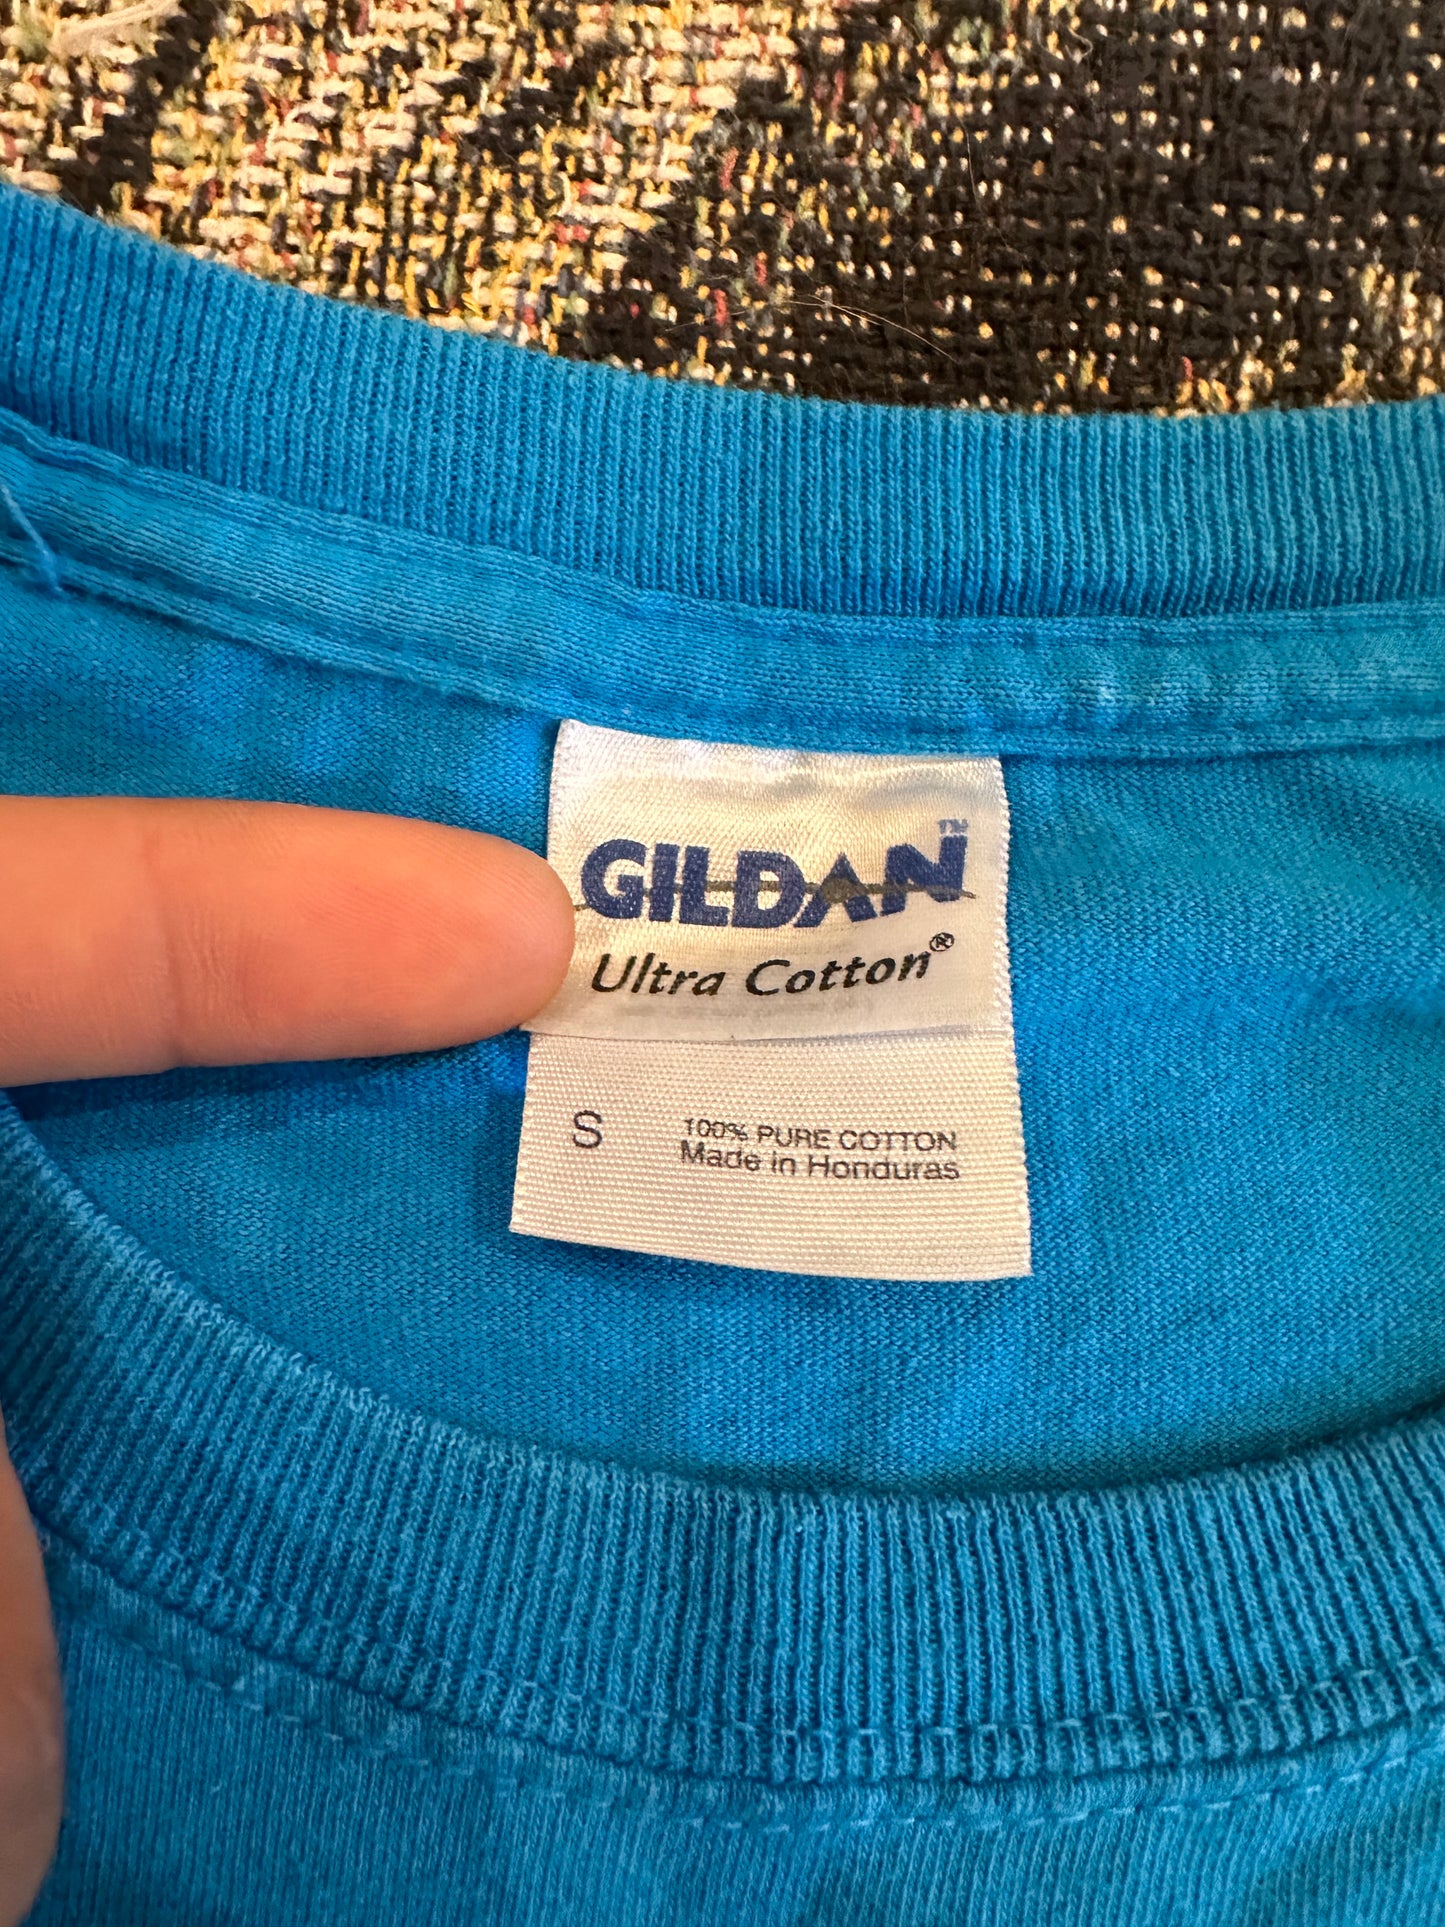 GILDAN™
Ultra Cotton®
S 100% PURE COTTON
Made in Honduras